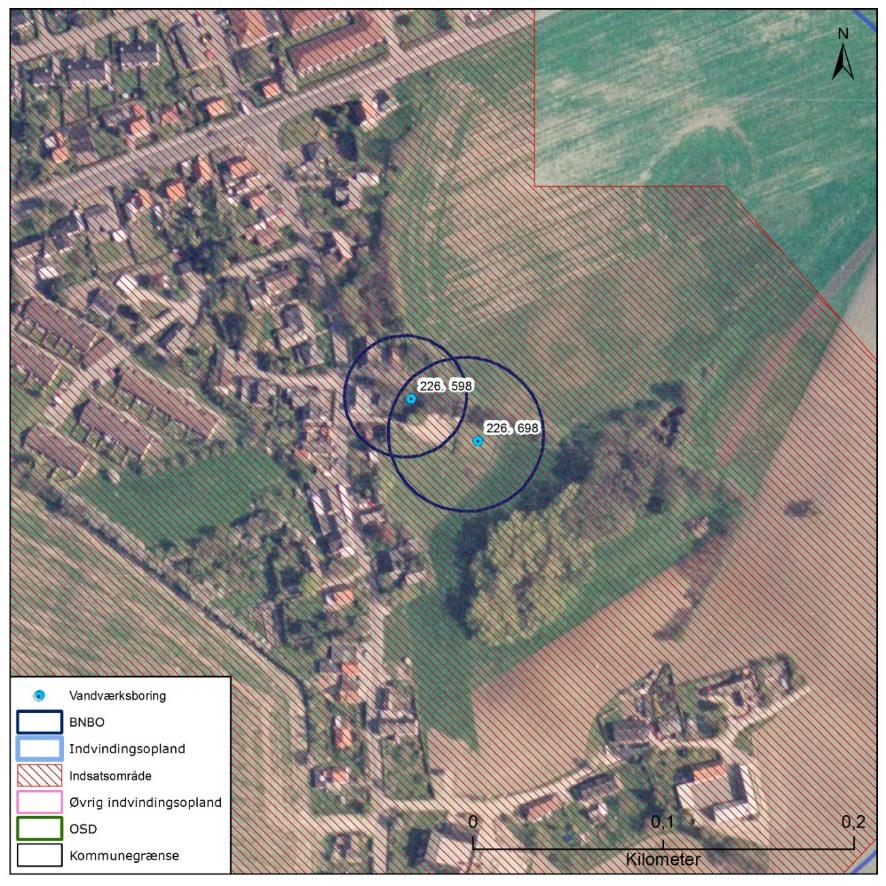 N
226. 598
226. 698
Vandværksboring
BNBO
Indvindingsopland
Indsatsområde
Øvrig indvindingsopland
OSD
Kommunegrænse
0 0,1 0,2
Kilometer